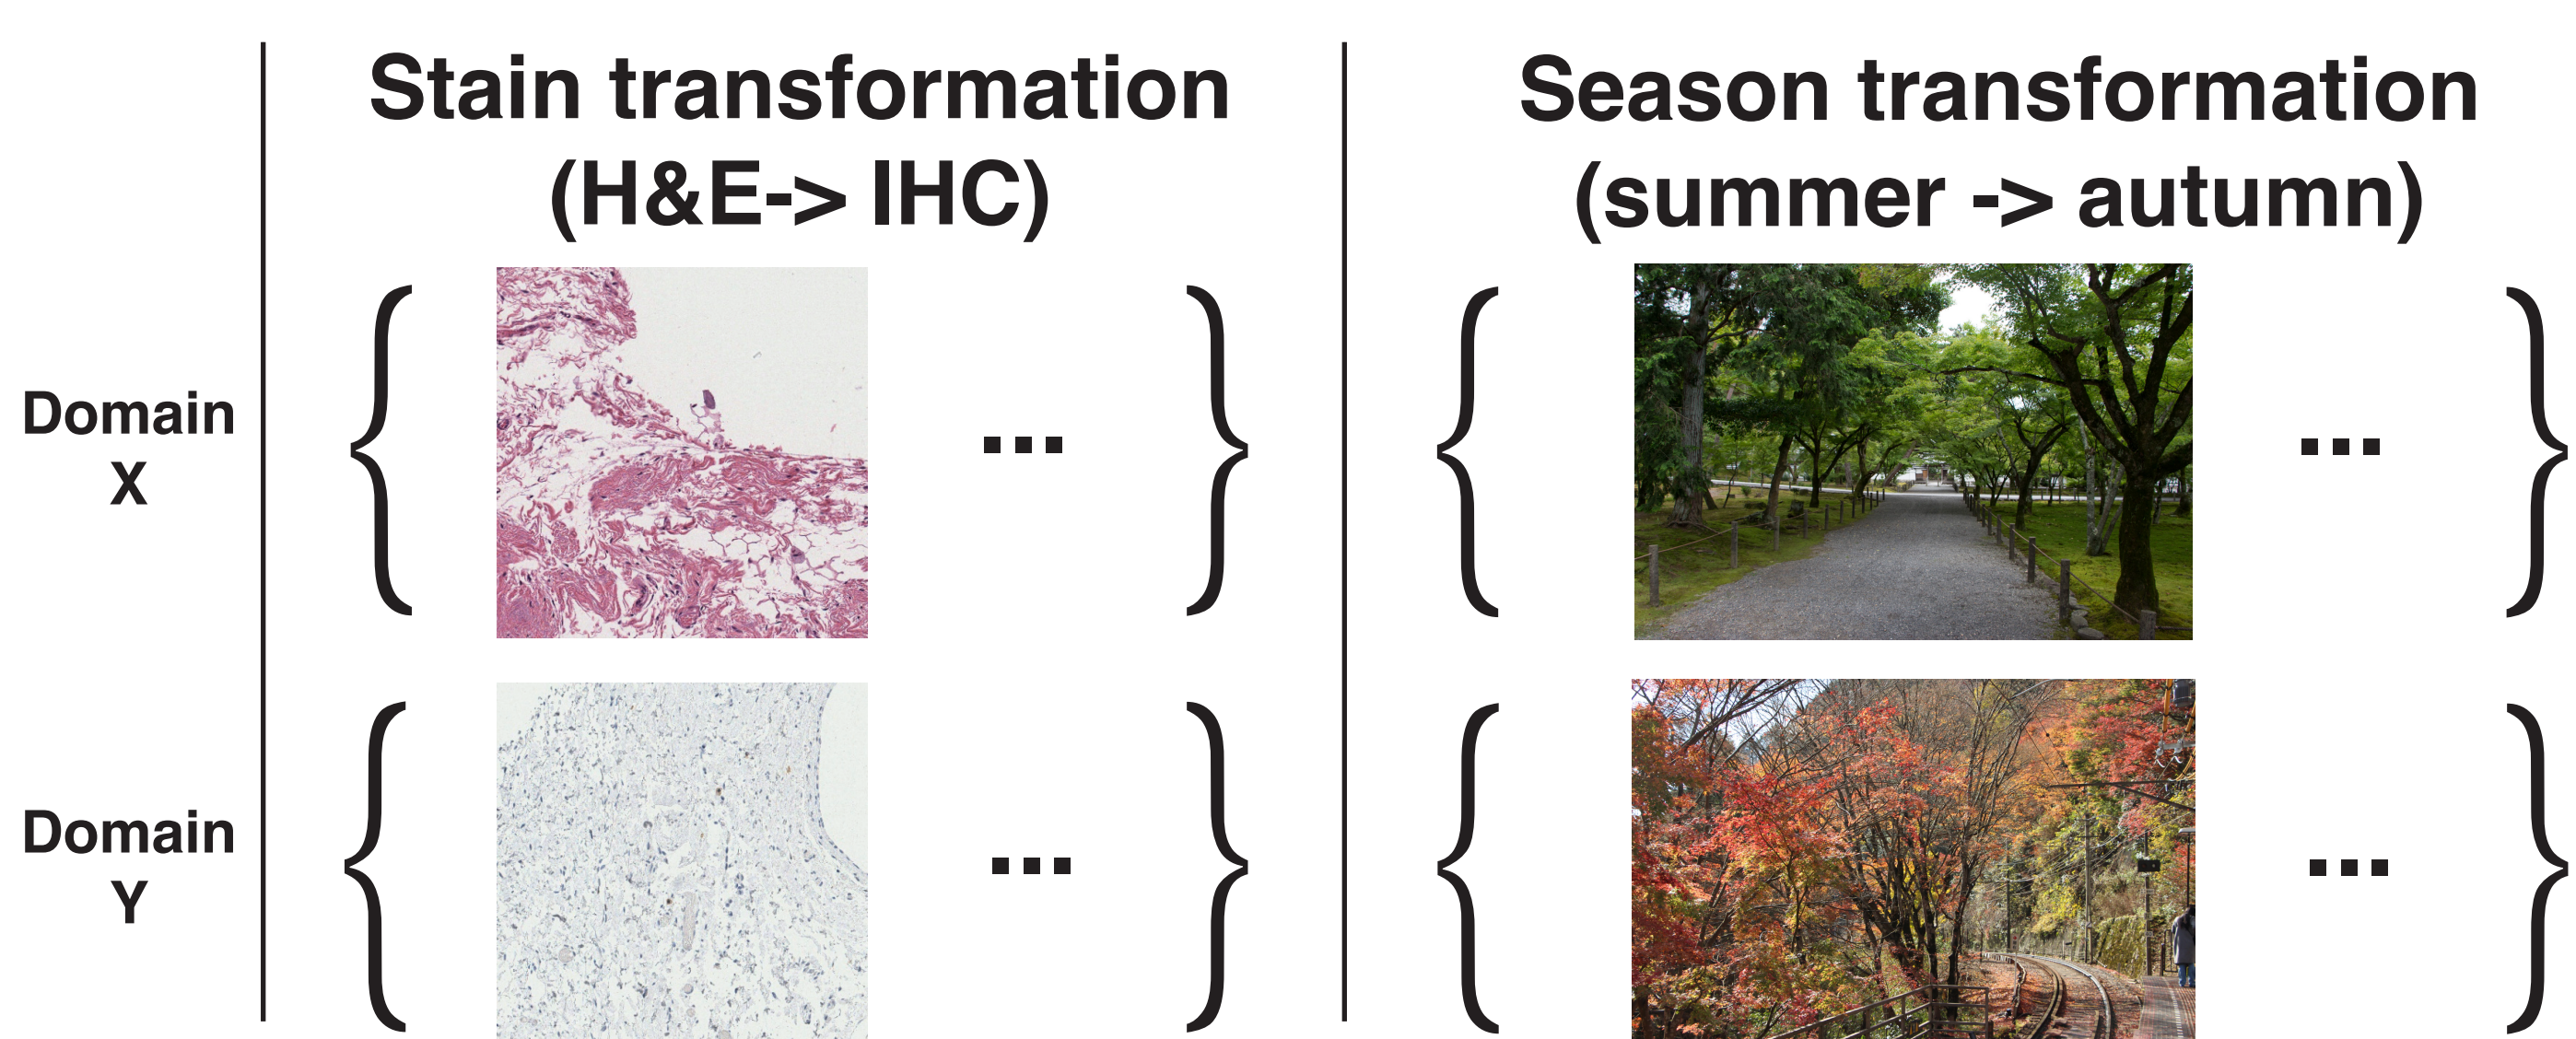 Stain transformation
(H&E-> IHC)
Season transformation
(summer -> autumn)
Domain
X
...
...
Domain
Y
...
...